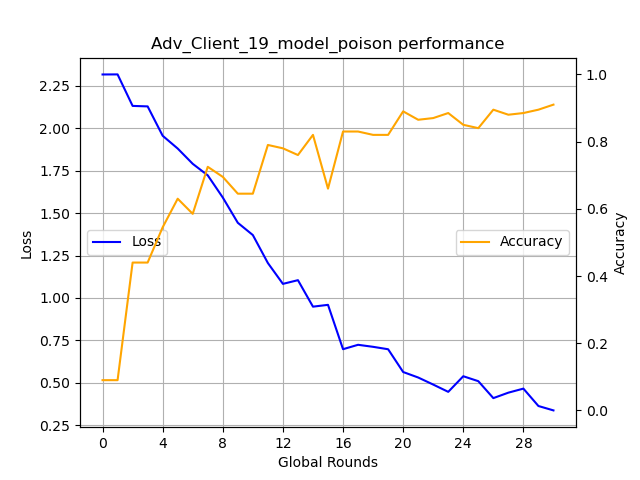 Adv_Client_19_model_poison performance
Loss
2.25
2.00
1.75
1.50
1.25
1.00
0.75
0.50
0.25
Loss
Accuracy
1.0
0.8
0.6
0.4
0.2
0.0
Accuracy
0 4 8 12 16 20 24 28
Global Rounds